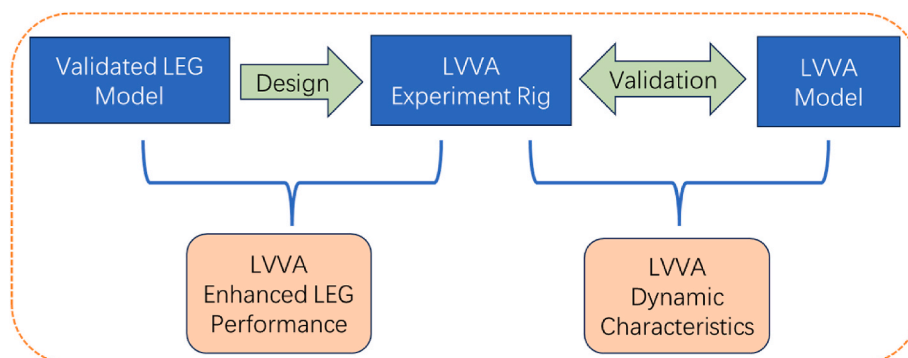 Validated LEG
Model
Design
LVVA
Experiment Rig
Validation
LVVA
Model
LVVA
Enhanced LEG
Performance
LVVA
Dynamic
Characteristics